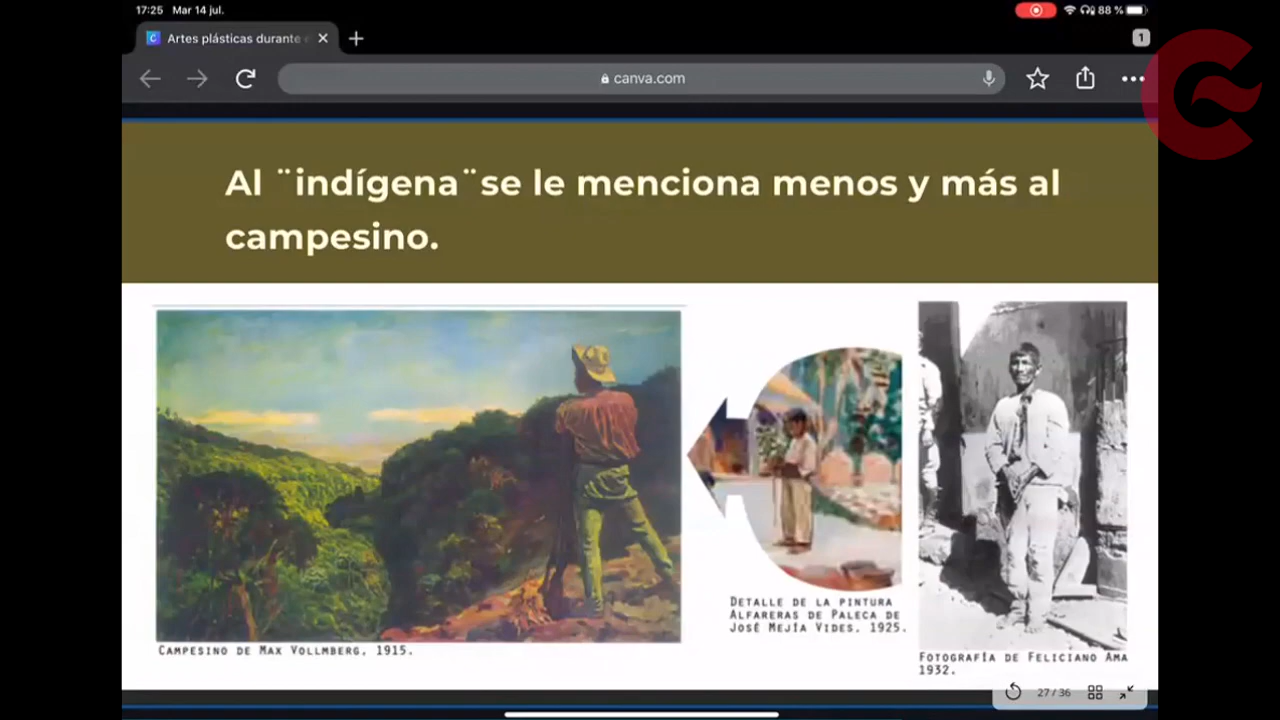 17:25 Mar 14 jul.
88 %
Artes plásticas durante
1
canva.com
Al ¨indígena¨se le menciona menos y más al
campesino.
DETALLE DE LA PINTURA
ALFARERAS DE PALECA DE
JOSÉ MEJÍA VIDES. 1925.
CAMPESINO DE MAX VOLLMBERG. 1915.
FOTOGRAFÍA DE FELICIANO AMA
1932.
27 / 36